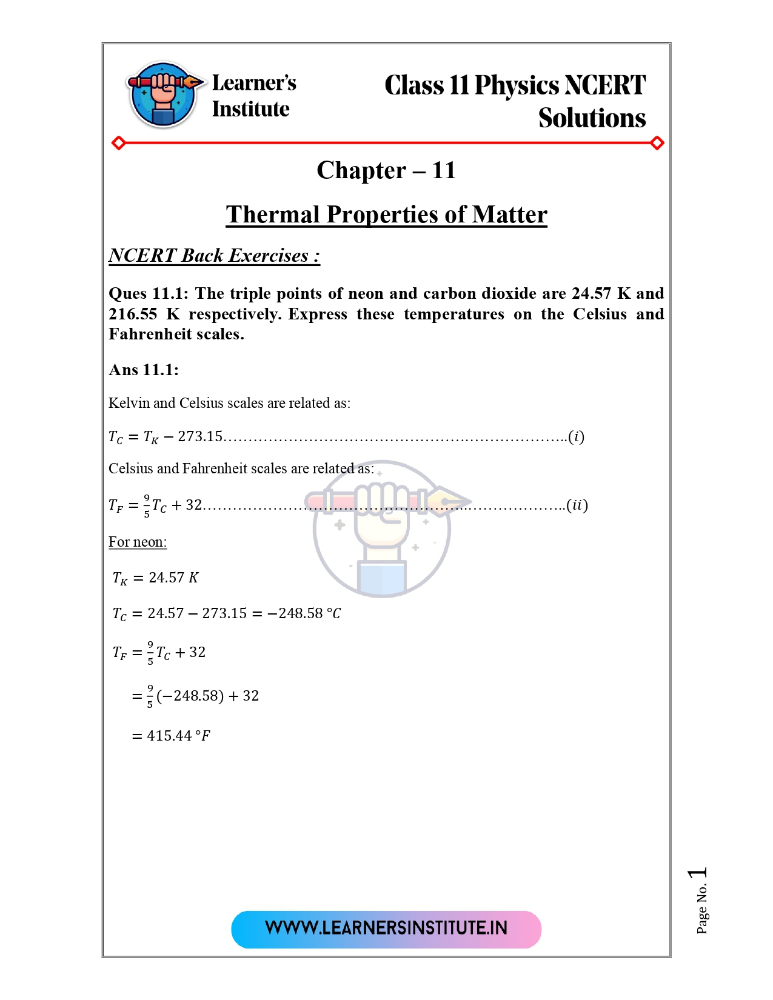 Learner's
Institute
Class 11 Physics NCERT
Solutions
Chapter – 11
Thermal Properties of Matter
NCERT Back Exercises :
Ques 11.1: The triple points of neon and carbon dioxide are 24.57 K and
216.55 K respectively. Express these temperatures on the Celsius and
Fahrenheit scales.
Ans 11.1:
Kelvin and Celsius scales are related as:
T_C = T_K − 273.15……………………………………………………………..(i)
Celsius and Fahrenheit scales are related as:
T_F = 9/5 T_C + 32………………………………………………………………..(ii)
For neon:
T_K = 24.57 K
T_C = 24.57 − 273.15 = −248.58 °C
T_F = 9/5 T_C + 32
= 9/5 (−248.58) + 32
= 415.44 °F
Page No. 1
WWW.LEARNERSINSTITUTE.IN